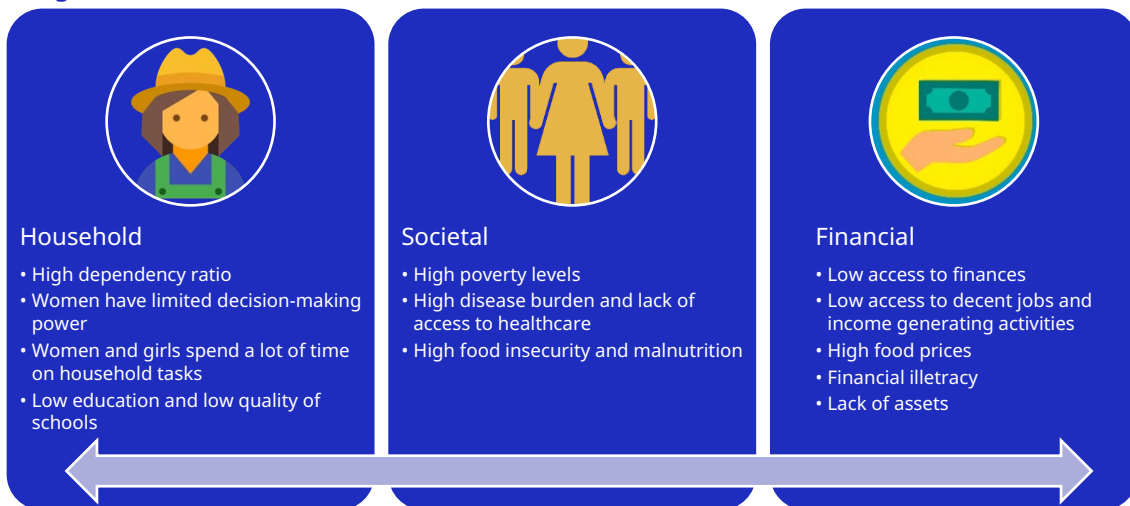 Household
• High dependency ratio
• Women have limited decision-making
power
• Women and girls spend a lot of time
on household tasks
• Low education and low quality of
schools
Societal
• High poverty levels
• High disease burden and lack of
access to healthcare
• High food insecurity and malnutrition
Financial
• Low access to finances
• Low access to decent jobs and
income generating activities
• High food prices
• Financial illetracy
• Lack of assets